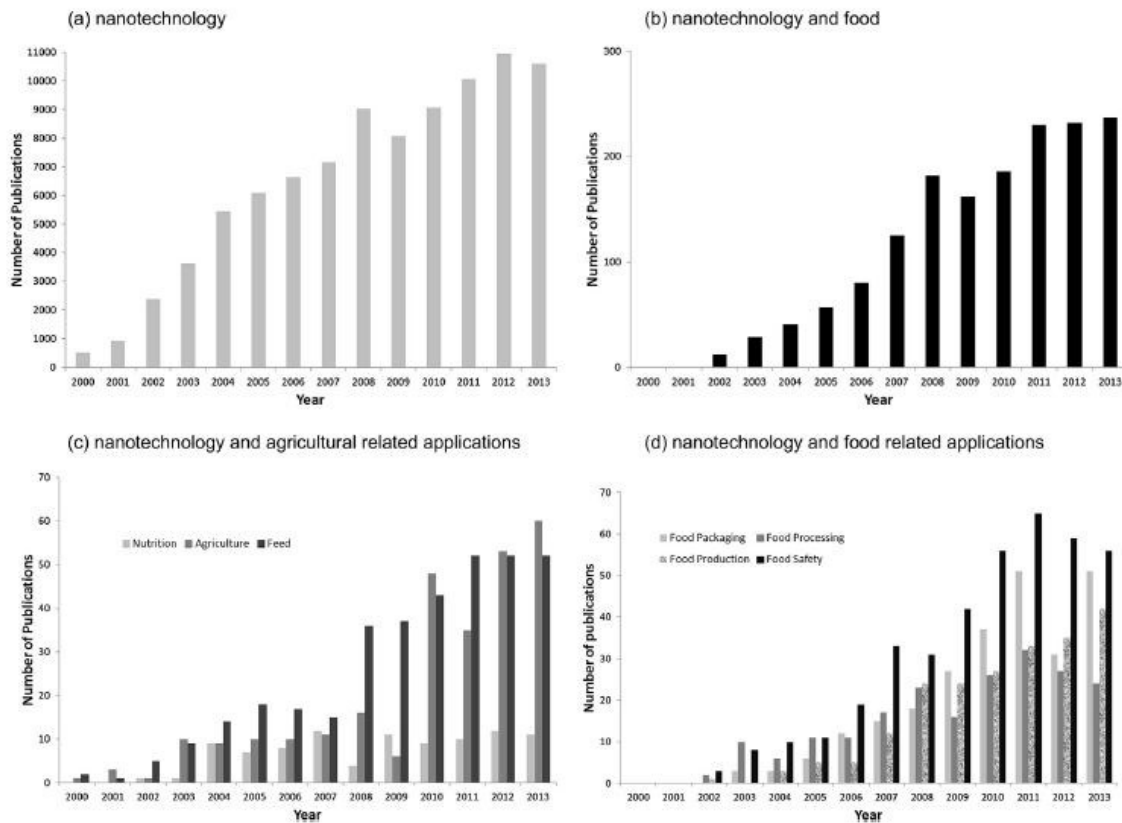 (a) nanotechnology
Number of Publications
11000
10000
9000
8000
7000
6000
5000
4000
3000
2000
1000
0
2000 2001 2002 2003 2004 2005 2006 2007 2008 2009 2010 2011 2012 2013
Year
(b) nanotechnology and food
Number of Publications
300
200
100
0
2000 2001 2002 2003 2004 2005 2006 2007 2008 2009 2010 2011 2012 2013
Year
(c) nanotechnology and agricultural related applications
Number of Publications
70
60
50
40
30
20
10
0
Nutrition Agriculture Feed
2000 2001 2002 2003 2004 2005 2006 2007 2008 2009 2010 2011 2012 2013
Year
(d) nanotechnology and food related applications
Number of publications
70
60
50
40
30
20
10
0
Food Packaging Food Processing
Food Production Food Safety
2000 2001 2002 2003 2004 2005 2006 2007 2008 2009 2010 2011 2012 2013
Year